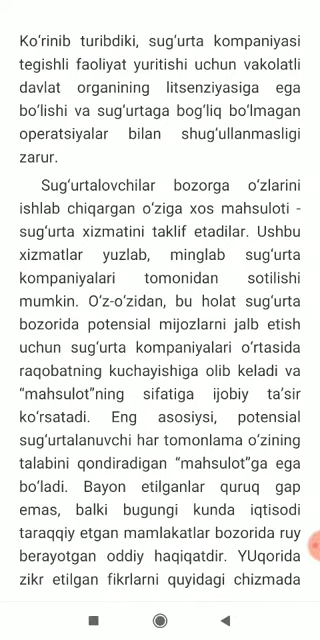 Ko‘rinib turibdiki, sug‘urta kompaniyasi
tegishli faoliyat yuritishi uchun vakolatli
davlat organining litsenziyasiga ega
bo‘lishi va sug‘urtaga bog‘liq bo‘lmagan
operatsiyalar bilan shug‘ullanmasligi
zarur.
Sug‘urtalovchilar bozorga o‘zlarini
ishlab chiqargan o‘ziga xos mahsuloti -
sug‘urta xizmatini taklif etadilar. Ushbu
xizmatlar yuzlab, minglab sug‘urta
kompaniyalari tomonidan sotilishi
mumkin. O‘z-o‘zidan, bu holat sug‘urta
bozorida potensial mijozlarni jalb etish
uchun sug‘urta kompaniyalari o‘rtasida
raqobatning kuchayishiga olib keladi va
“mahsulot”ning sifatiga ijobiy ta’sir
ko‘rsatadi. Eng asosiysi, potensial
sug‘urtalanuvchi har tomonlama o‘zining
talabini qondiradigan “mahsulot”ga ega
bo‘ladi. Bayon etilganlar quruq gap
emas, balki bugungi kunda iqtisodi
taraqqiy etgan mamlakatlar bozorida ruy
berayotgan oddiy haqiqatdir. YUqorida
zikr etilgan fikrlarni quyidagi chizmada